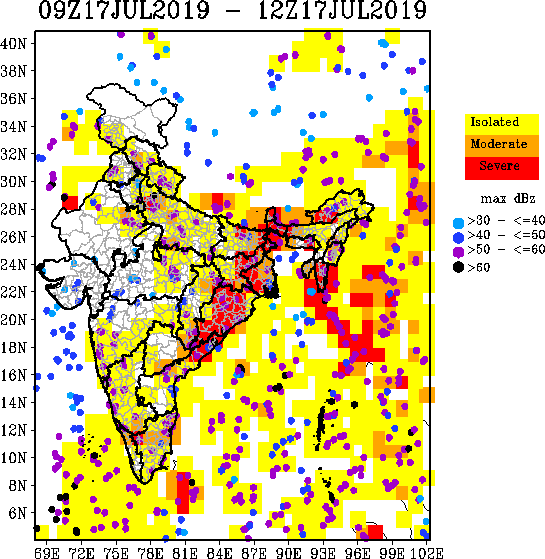 09Z17JUL2019 – 12Z17JUL2019
40N
38N
36N
34N
32N
30N
28N
26N
24N
22N
20N
18N
16N
14N
12N
10N
8N
6N
69E 72E 75E 78E 81E 84E 87E 90E 93E 96E 99E 102E
Isolated
Moderate
Severe
max dBz
>30 – <=40
>40 – <=50
>50 – <=60
>60